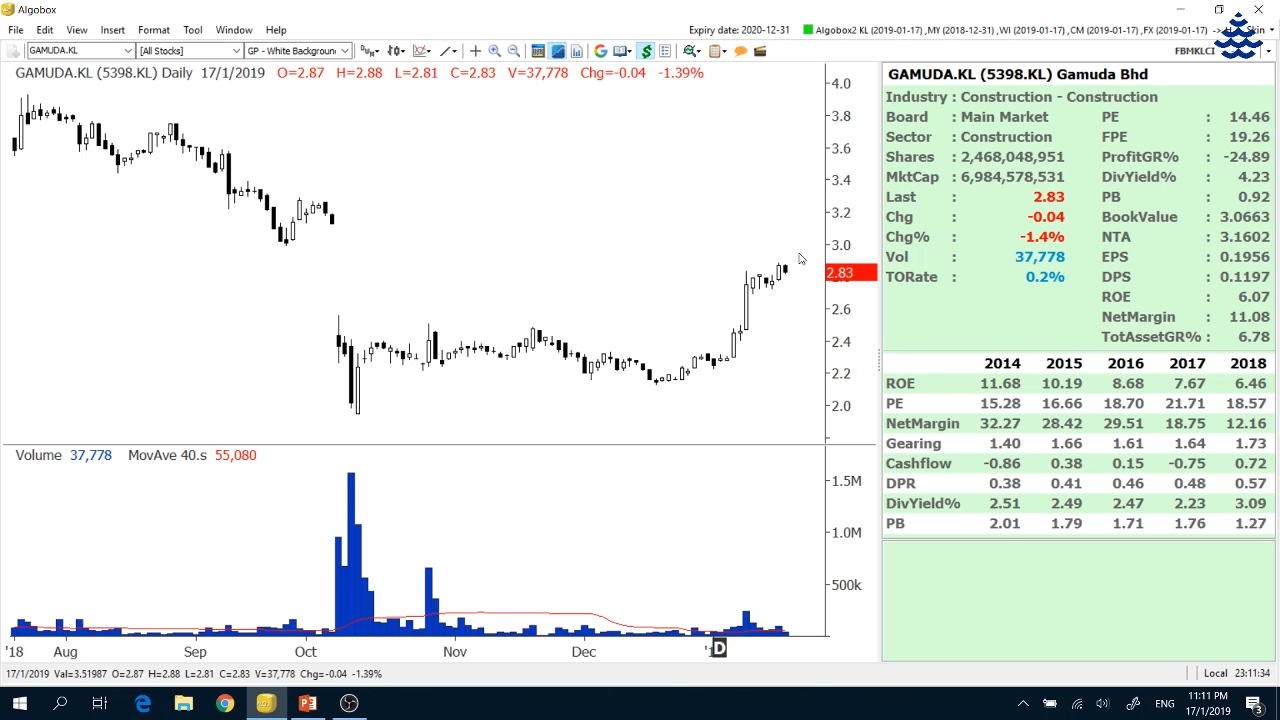 Algobox
File Edit View Insert Format Tool Window Help
Expiry date: 2020-12-31 Algobox2 KL (2019-01-17) ,MY (2018-12-31) ,WI (2019-01-17) ,CM (2019-01-17) ,FX (2019-01-17) -> Skin
GAMUDA.KL [All Stocks] GP - White Background FBMKLCI
GAMUDA.KL (5398.KL) Daily 17/1/2019 O=2.87 H=2.88 L=2.81 C=2.83 V=37,778 Chg=-0.04 -1.39%
4.0
3.8
3.6
3.4
3.2
3.0
2.83
2.6
2.4
2.2
2.0
Volume 37,778 MovAve 40.s 55,080
1.5M
1.0M
500k
'18 Aug Sep Oct Nov Dec D
GAMUDA.KL (5398.KL) Gamuda Bhd
Industry : Construction - Construction
Board : Main Market PE : 14.46
Sector : Construction FPE : 19.26
Shares : 2,468,048,951 ProfitGR% : -24.89
MktCap : 6,984,578,531 DivYield% : 4.23
Last : 2.83 PB : 0.92
Chg : -0.04 BookValue : 3.0663
Chg% : -1.4% NTA : 3.1602
Vol : 37,778 EPS : 0.1956
TORate : 0.2% DPS : 0.1197
ROE : 6.07
NetMargin : 11.08
TotAssetGR% : 6.78
2014 2015 2016 2017 2018
ROE 11.68 10.19 8.68 7.67 6.46
PE 15.28 16.66 18.70 21.71 18.57
NetMargin 32.27 28.42 29.51 18.75 12.16
Gearing 1.40 1.66 1.61 1.64 1.73
Cashflow -0.86 0.38 0.15 -0.75 0.72
DPR 0.38 0.41 0.46 0.48 0.57
DivYield% 2.51 2.49 2.47 2.23 3.09
PB 2.01 1.79 1.71 1.76 1.27
17/1/2019 Val=3.51987 O=2.87 H=2.88 L=2.81 C=2.83 V=37,778 Chg=-0.04 -1.39% Local 23:11:34
ENG 11:11 PM
17/1/2019 3